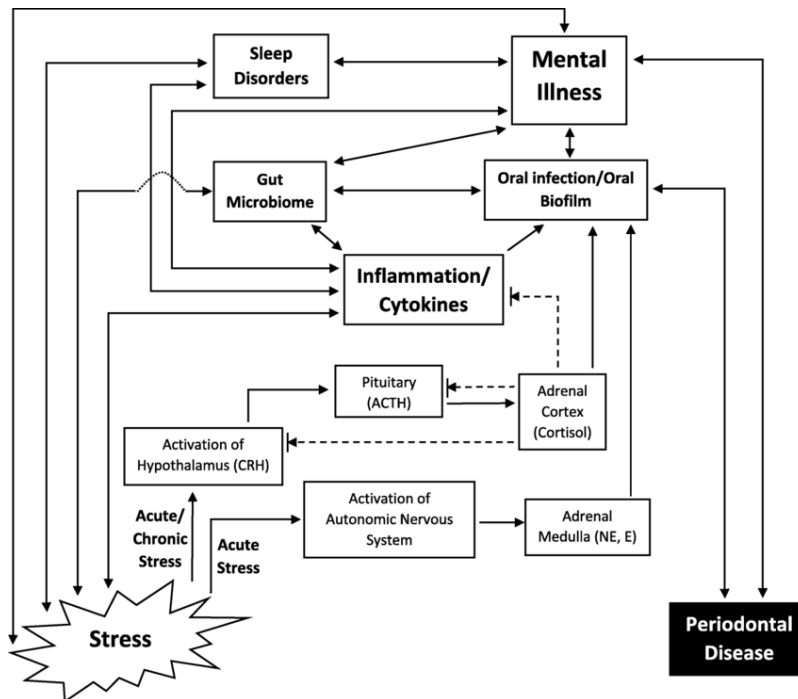 Sleep
Disorders
Mental
Illness
Gut
Microbiome
Oral infection/Oral
Biofilm
Inflammation/
Cytokines
Pituitary
(ACTH)
Adrenal
Cortex
(Cortisol)
Activation of
Hypothalamus (CRH)
Acute/
Chronic
Stress
Acute
Stress
Activation of
Autonomic Nervous
System
Adrenal
Medulla (NE, E)
Stress
Periodontal
Disease